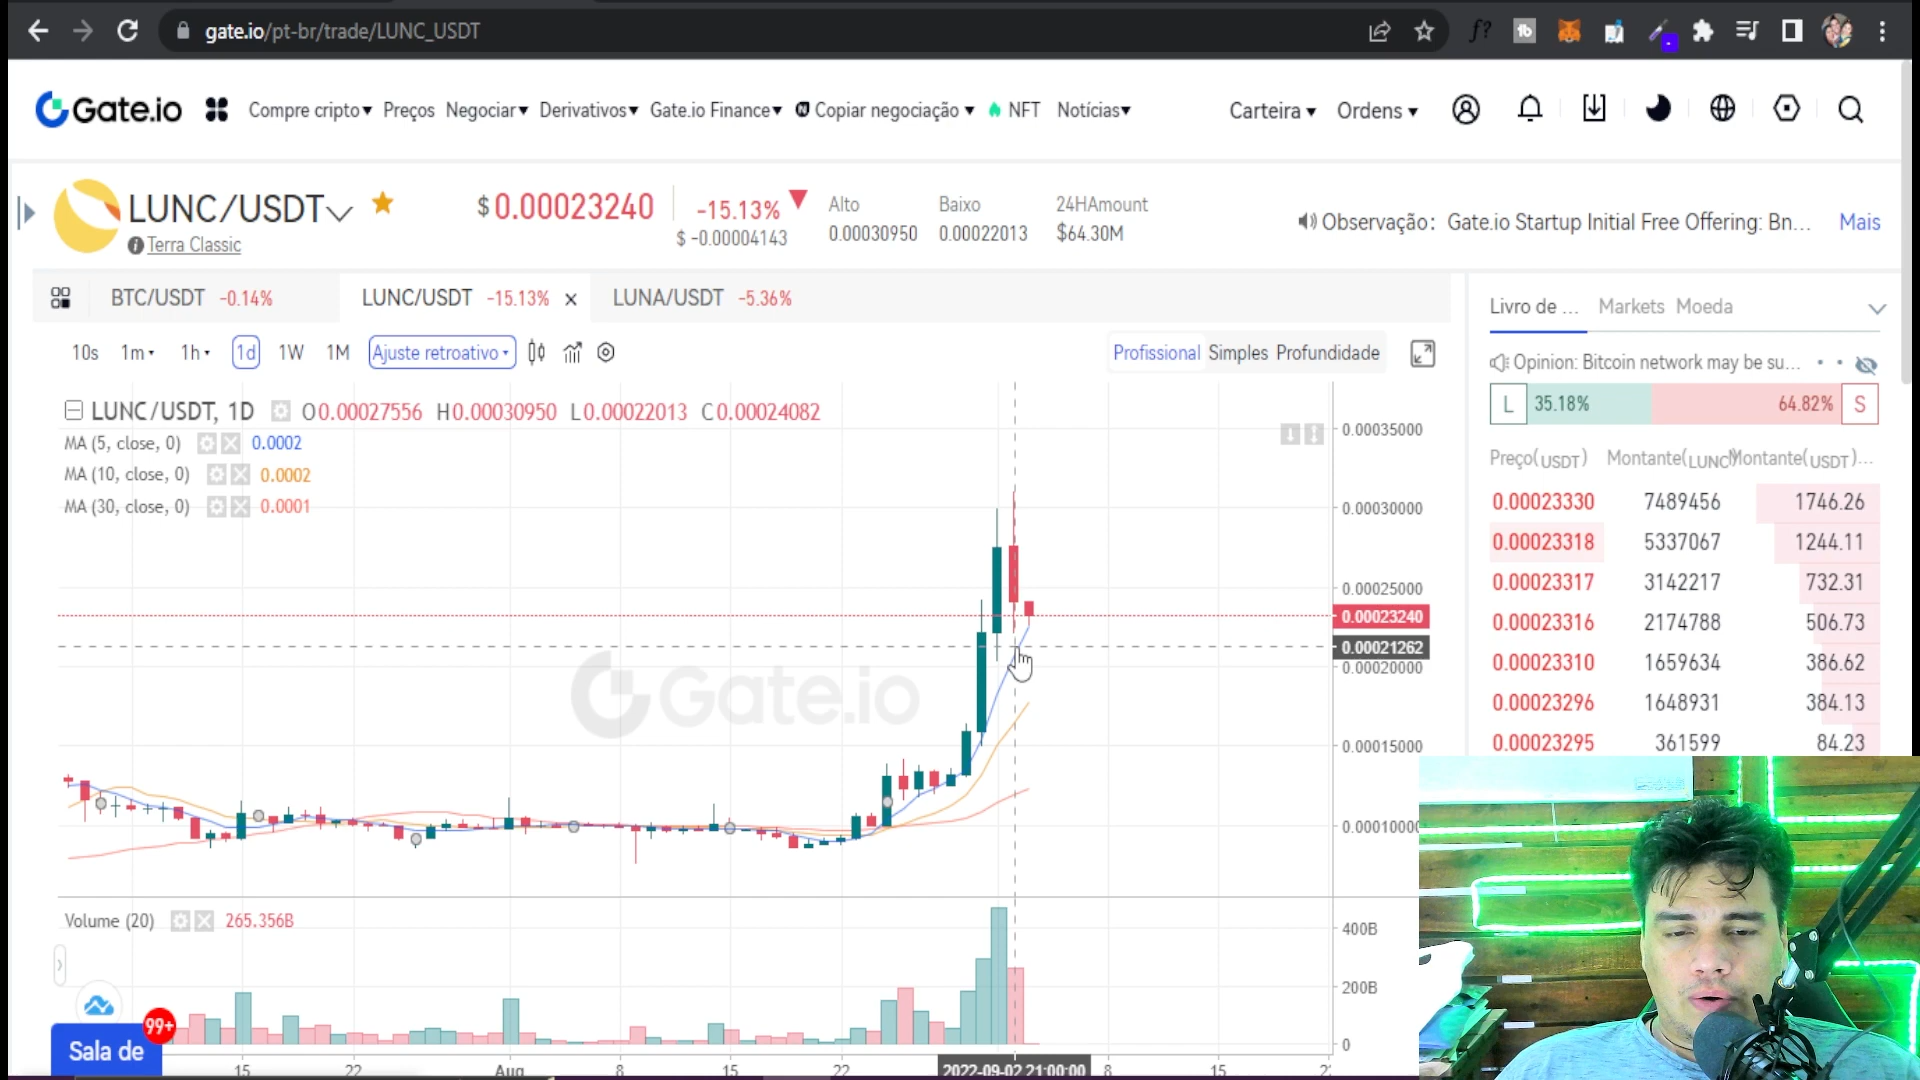 gate.io/pt-br/trade/LUNC_USDT
Gate.io Compre cripto Preços Negociar Derivativos Gate.io Finance Copiar negociação NFT Notícias Carteira Ordens
LUNC/USDT
Terra Classic
$0.00023240
-15.13%
$ -0.00004143
Alto
0.00030950
Baixo
0.00022013
24HAmount
$64.30M
Observação: Gate.io Startup Initial Free Offering: Bn... Mais
BTC/USDT -0.14% LUNC/USDT -15.13% × LUNA/USDT -5.36%
10s 1m 1h 1d 1W 1M Ajuste retroativo Profissional Simples Profundidade
LUNC/USDT, 1D O0.00027556 H0.00030950 L0.00022013 C0.00024082
MA (5, close, 0) 0.0002
MA (10, close, 0) 0.0002
MA (30, close, 0) 0.0001
0.00035000
0.00030000
0.00025000
0.00023240
0.00021262
0.00020000
0.00015000
0.00010000
Gate.io
Volume (20) 265.356B
400B
200B
0
15 22 Aug 8 15 22 2022-09-02 21:00:00 8 15
99+
Sala de
Livro de ... Markets Moeda
Opinion: Bitcoin network may be su...
L 35.18% 64.82% S
Preço(USDT) Montante(LUNC) Montante(USDT)...
0.00023330 7489456 1746.26
0.00023318 5337067 1244.11
0.00023317 3142217 732.31
0.00023316 2174788 506.73
0.00023310 1659634 386.62
0.00023296 1648931 384.13
0.00023295 361599 84.23